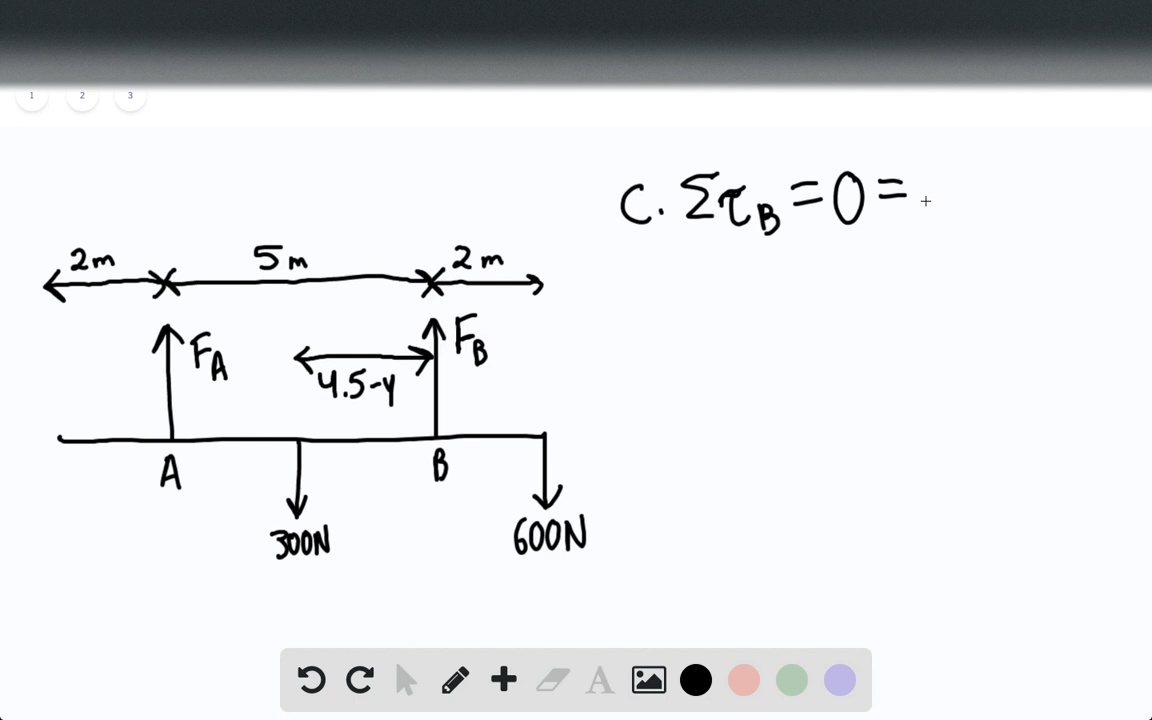 1 2 3
C. Στ_B = 0 =
2m 5m 2m
F_A F_B
4.5-y
A B
300N 600N
A